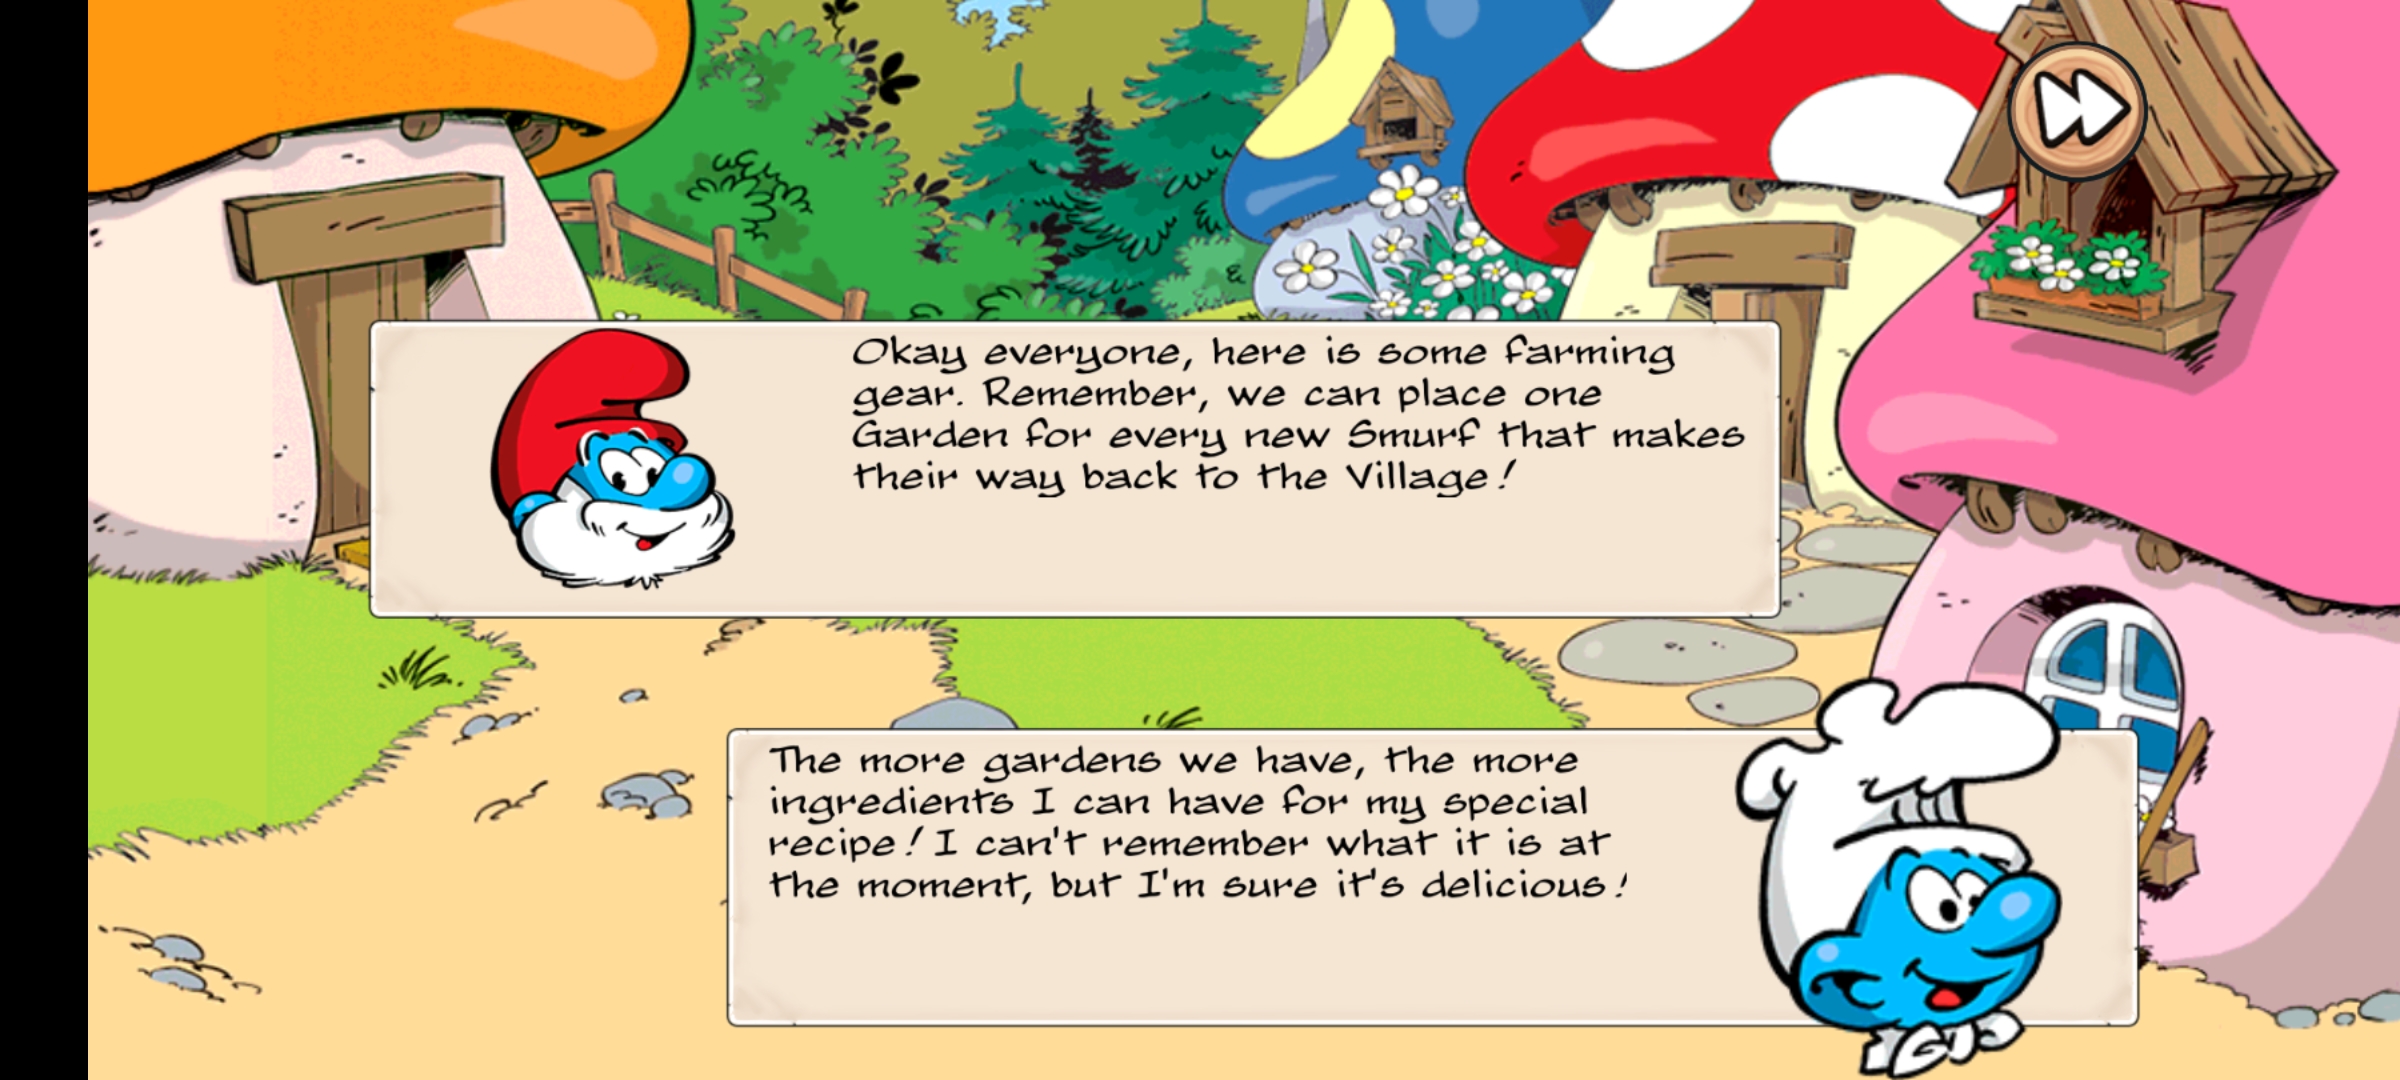 Okay everyone, here is some farming
gear. Remember, we can place one
Garden for every new Smurf that makes
their way back to the Village!
The more gardens we have, the more
ingredients I can have for my special
recipe! I can't remember what it is at
the moment, but I'm sure it's delicious!